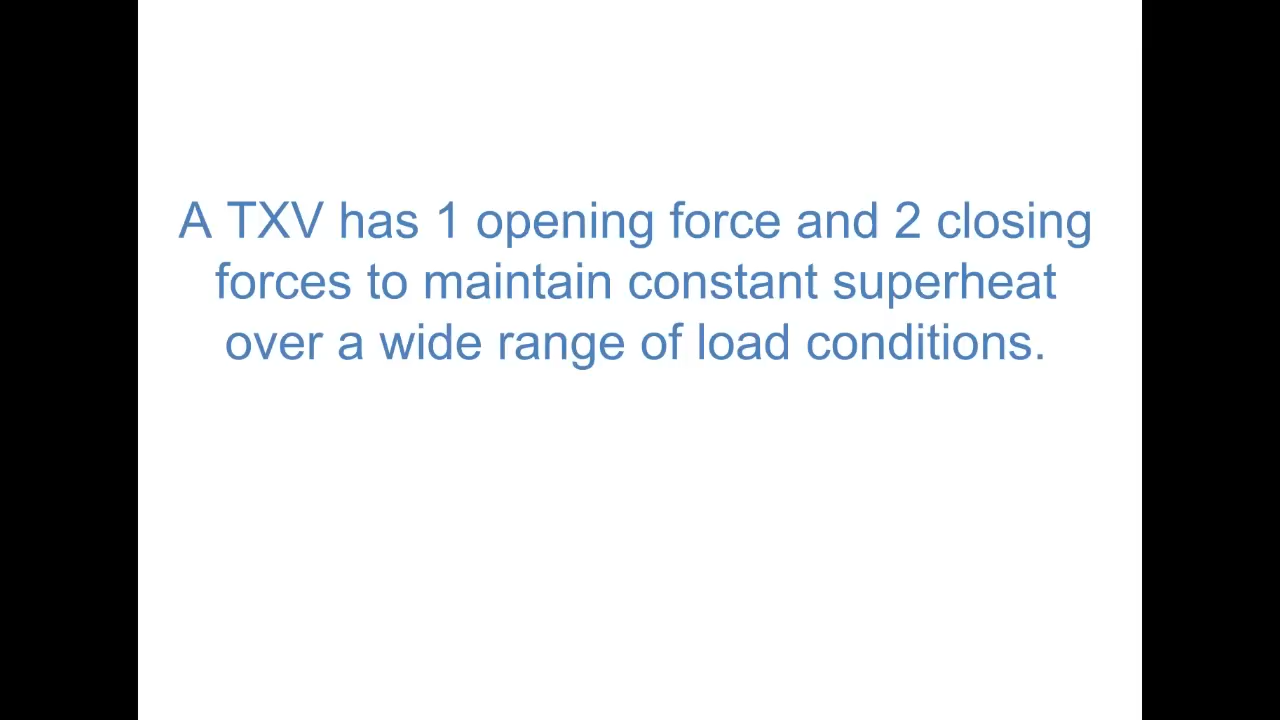 A TXV has 1 opening force and 2 closing
forces to maintain constant superheat
over a wide range of load conditions.